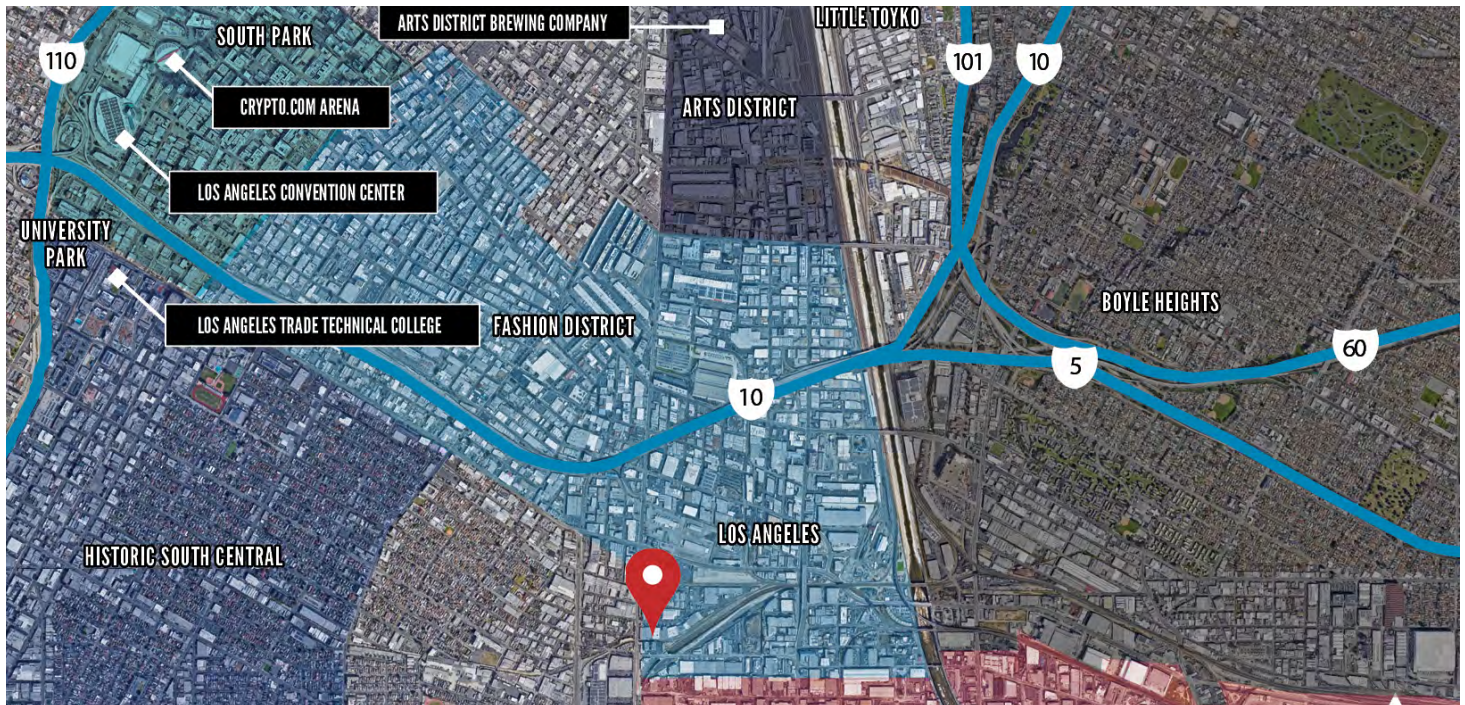 ARTS DISTRICT BREWING COMPANY
LITTLE TOYKO
SOUTH PARK
110
101
10
CRYPTO.COM ARENA
ARTS DISTRICT
LOS ANGELES CONVENTION CENTER
UNIVERSITY
PARK
BOYLE HEIGHTS
LOS ANGELES TRADE TECHNICAL COLLEGE
FASHION DISTRICT
60
5
10
LOS ANGELES
HISTORIC SOUTH CENTRAL